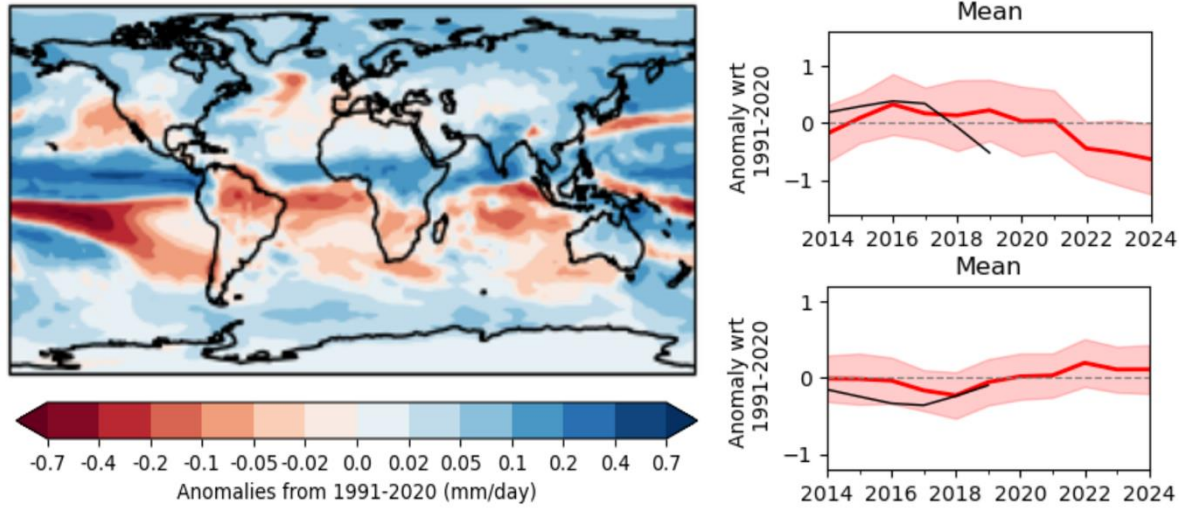 Mean
Anomaly wrt
1991-2020
1
0
−1
2014 2016 2018 2020 2022 2024
Mean
Anomaly wrt
1991-2020
1
0
−1
2014 2016 2018 2020 2022 2024
-0.7 -0.4 -0.2 -0.1 -0.05 -0.02 0.0 0.02 0.05 0.1 0.2 0.4 0.7
Anomalies from 1991-2020 (mm/day)